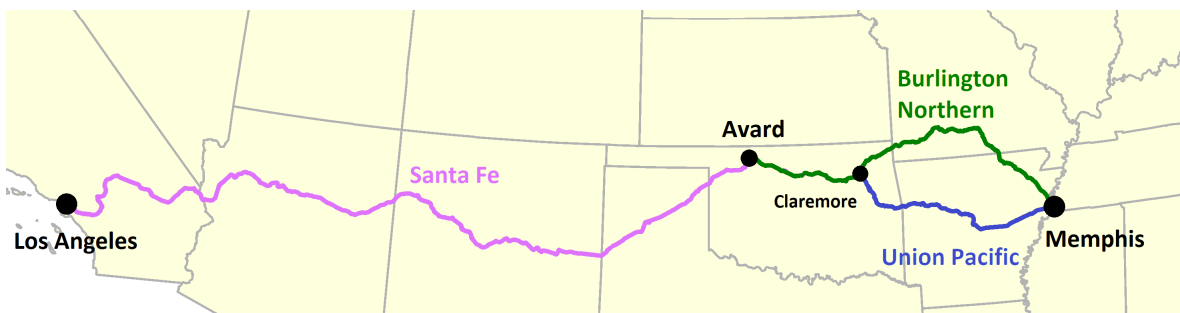 Burlington
Northern
Avard
Santa Fe
Claremore
Los Angeles
Memphis
Union Pacific